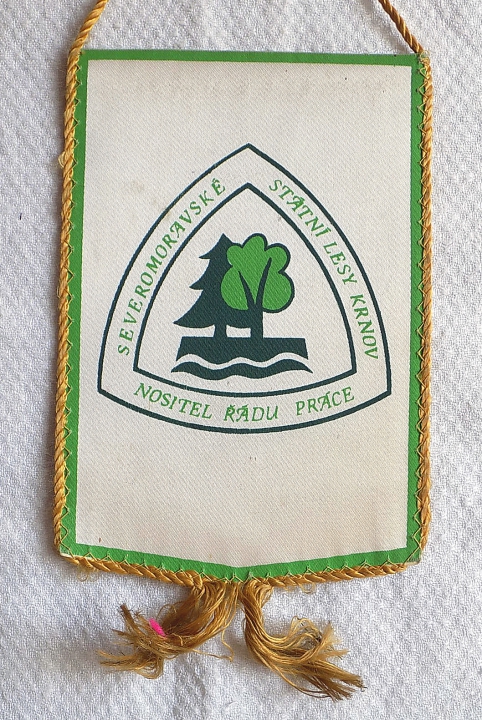 SEVEROMORAVSKÉ
STÁTNÍ LESY KRNOV
NOSITEL ŘÁDU PRÁCE